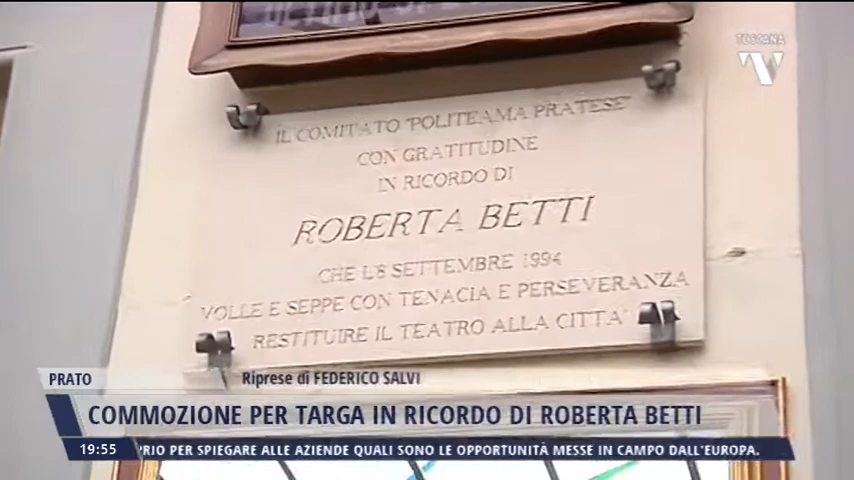 TOSCANA
TV
IL COMITATO "POLITEAMA PRATESE"
CON GRATITUDINE
IN RICORDO DI
ROBERTA BETTI
CHE L'8 SETTEMBRE 1994
VOLLE E SEPPE CON TENACIA E PERSEVERANZA
RESTITUIRE IL TEATRO ALLA CITTA'
PRATO
Riprese di FEDERICO SALVI
COMMOZIONE PER TARGA IN RICORDO DI ROBERTA BETTI
19:55
RIO PER SPIEGARE ALLE AZIENDE QUALI SONO LE OPPORTUNITÀ MESSE IN CAMPO DALL'EUROPA.